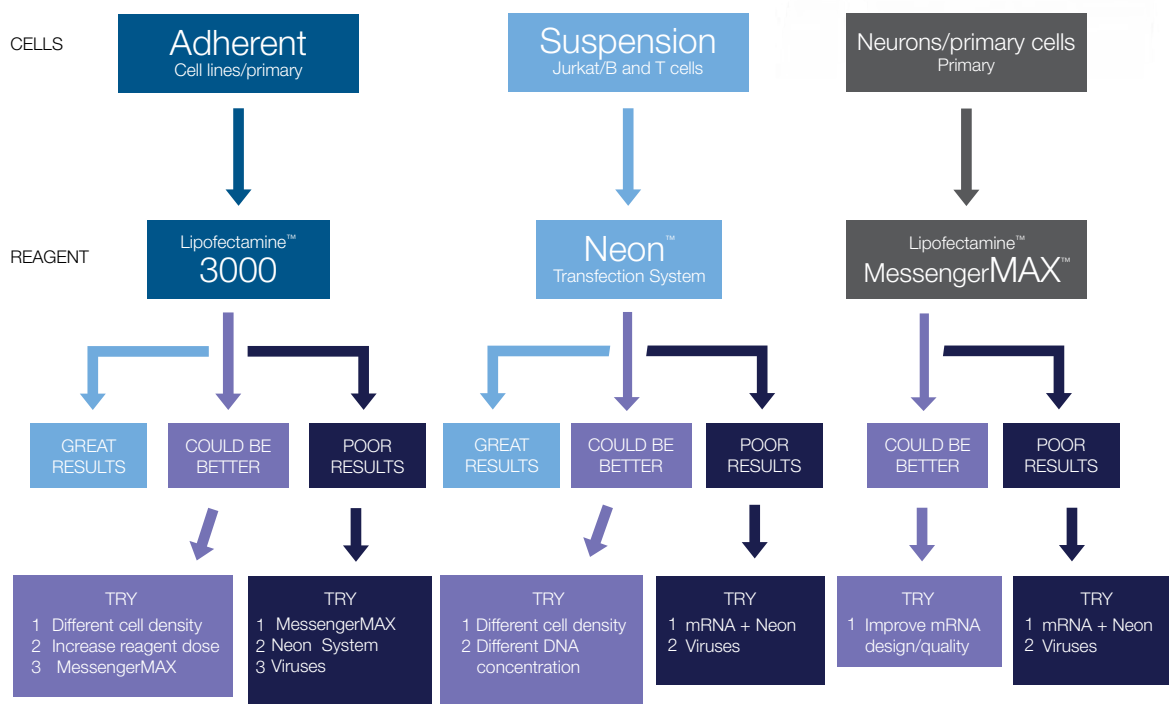 CELLS
Adherent
Cell lines/primary
Suspension
Jurkat/B and T cells
Neurons/primary cells
Primary
REAGENT
Lipofectamine™
3000
Neon™
Transfection System
Lipofectamine™
MessengerMAX™
GREAT
RESULTS
COULD BE
BETTER
POOR
RESULTS
GREAT
RESULTS
COULD BE
BETTER
POOR
RESULTS
COULD BE
BETTER
POOR
RESULTS
TRY
1 Different cell density
2 Increase reagent dose
3 MessengerMAX
TRY
1 MessengerMAX
2 Neon System
3 Viruses
TRY
1 Different cell density
2 Different DNA
concentration
TRY
1 mRNA + Neon
2 Viruses
TRY
1 Improve mRNA
design/quality
TRY
1 mRNA + Neon
2 Viruses